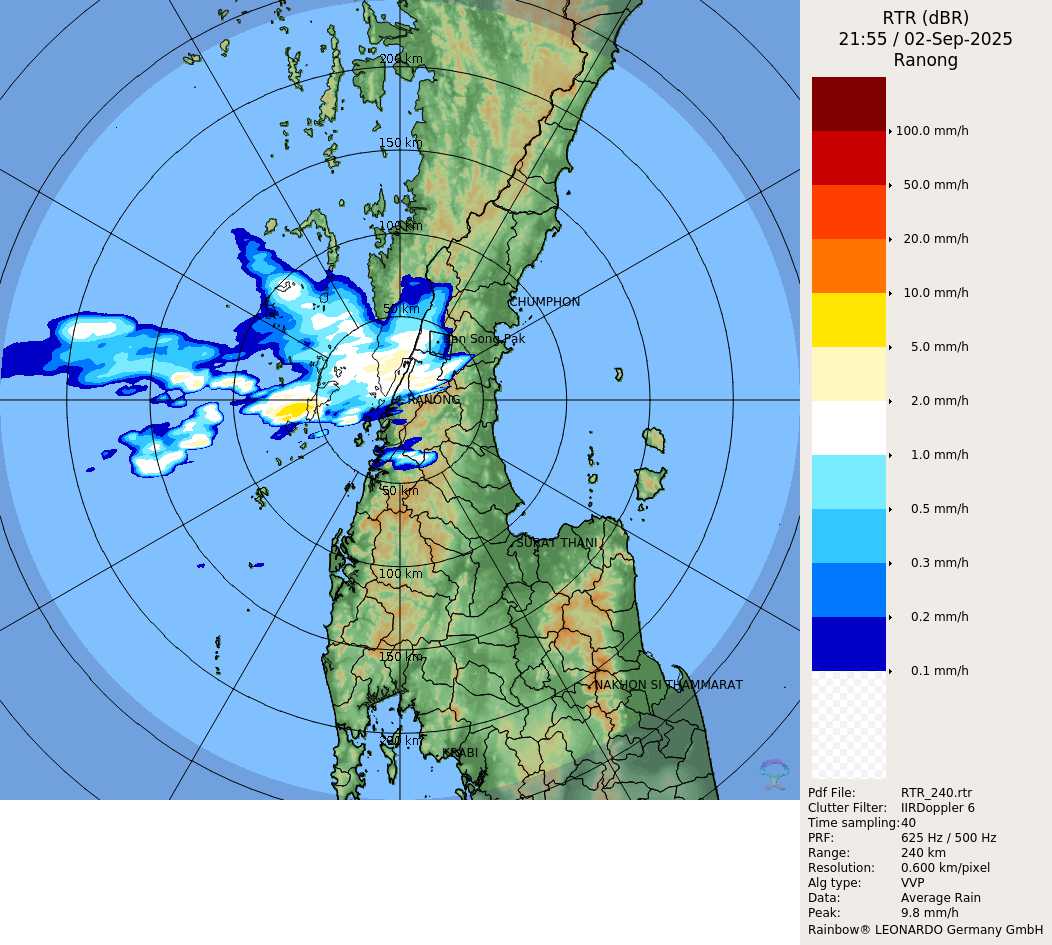 RTR (dBR)
21:55 / 02-Sep-2025
Ranong
200 km
150 km
100 km
50 km
CHUMPHON
an Song Pak
RANONG
50 km
SURAT THANI
100 km
150 km
NAKHON SI THAMMARAT
200 km
KRABI
100.0 mm/h
50.0 mm/h
20.0 mm/h
10.0 mm/h
5.0 mm/h
2.0 mm/h
1.0 mm/h
0.5 mm/h
0.3 mm/h
0.2 mm/h
0.1 mm/h
Pdf File: RTR_240.rtr
Clutter Filter: IIRDoppler 6
Time sampling:40
PRF: 625 Hz / 500 Hz
Range: 240 km
Resolution: 0.600 km/pixel
Alg type: VVP
Data: Average Rain
Peak: 9.8 mm/h
Rainbow® LEONARDO Germany GmbH